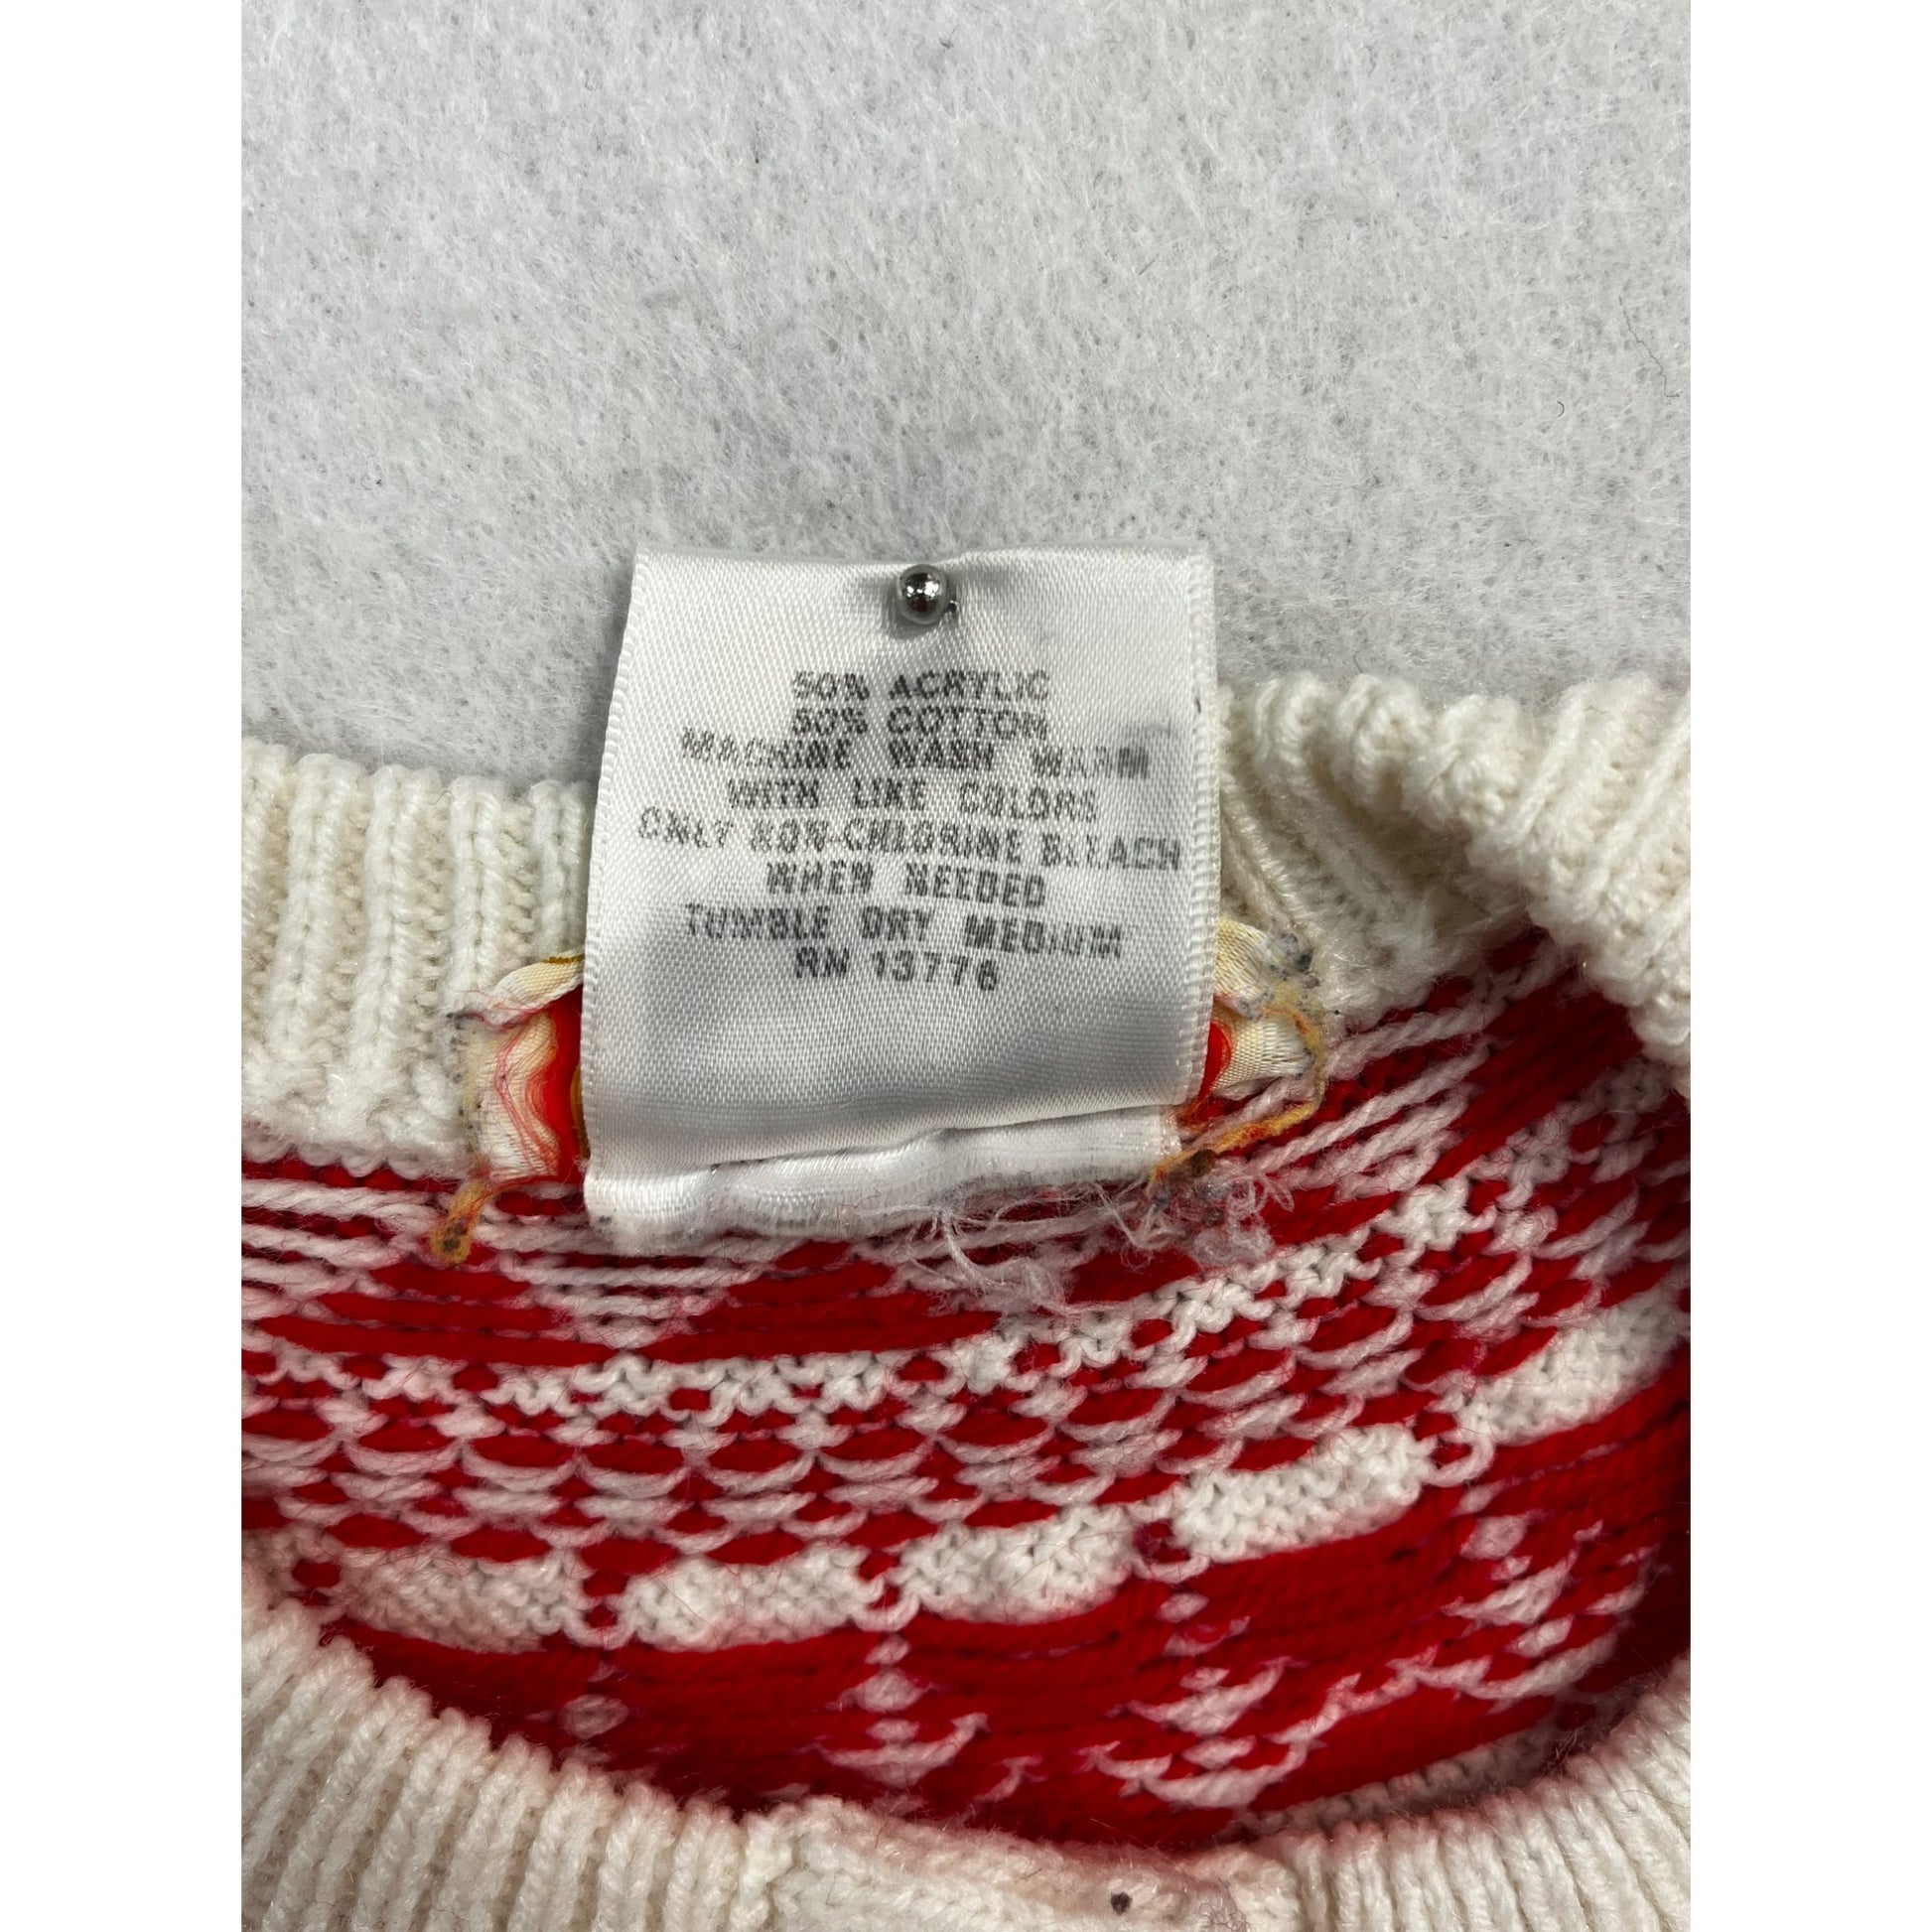 50% ACRYLIC
50% COTTON
MACHINE WASH WARM
WITH LIKE COLORS
ONLY NON-CHLORINE BLEACH
WHEN NEEDED
TUMBLE DRY MEDIUM
RN 13776